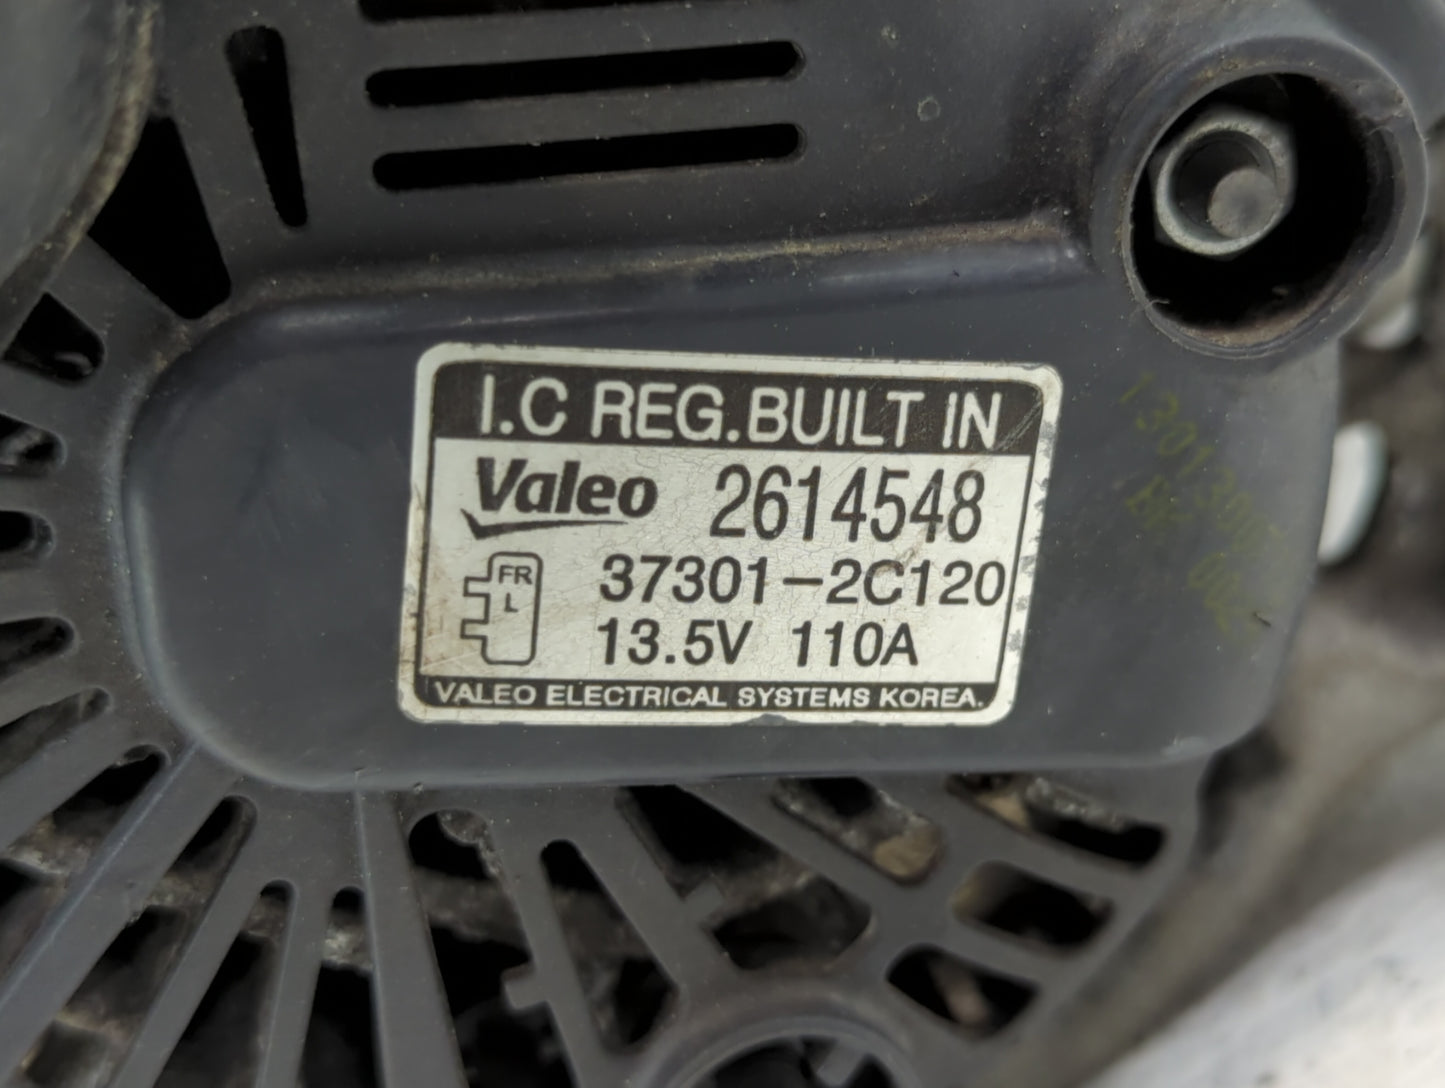 I.C REG.BUILT IN
Valeo 2614548
FR 37301-2C120
L 13.5V 110A
VALEO ELECTRICAL SYSTEMS KOREA.